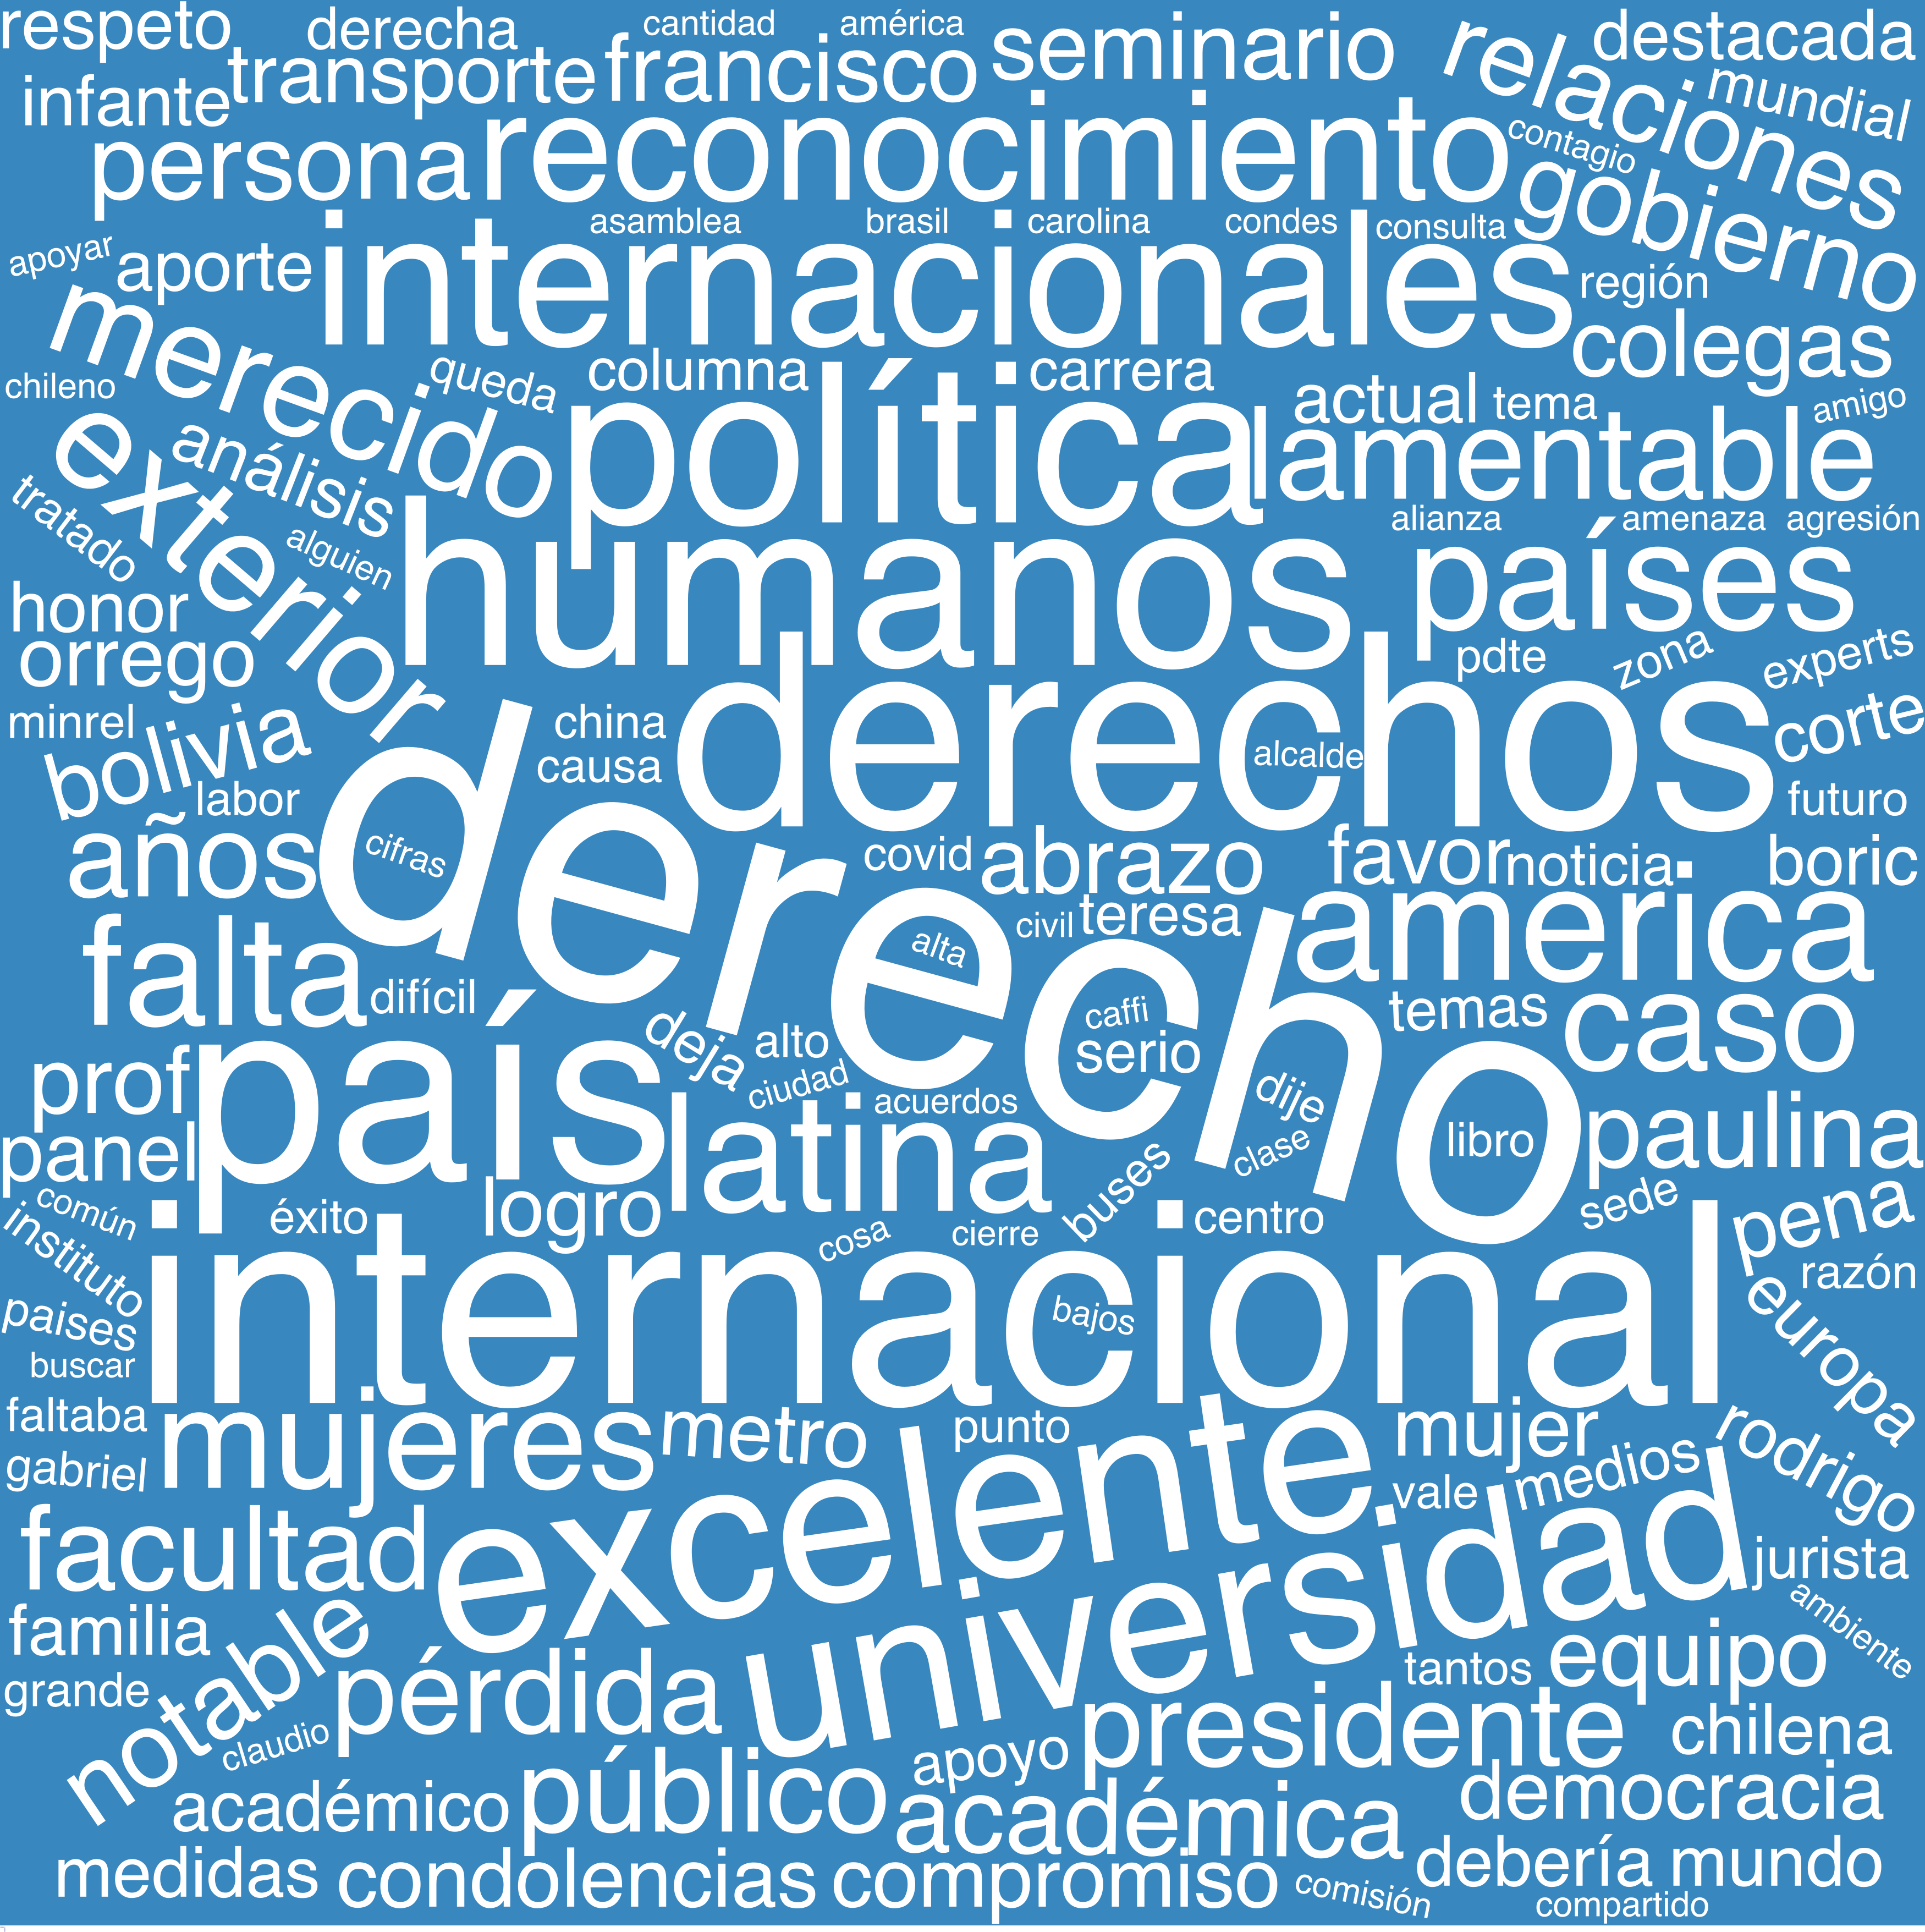 respeto
derecha
cantidad
américa
seminario
relaciones
destacada
infante
transporte
francisco
mundial
persona
reconocimiento
contagio
gobierno
asamblea
brasil
carolina
condes
consulta
apoyar
aporte
internacionales
región
merecido
colegas
chileno
queda
columna
carrera
actual
tema
amigo
exterior
análisis
política
lamentable
tratado
alguien
humanos
alianza
amenaza
agresión
países
honor
orrego
pdte
zona
experts
minrel
china
derechos
corte
bolivia
causa
alcalde
labor
futuro
años
cifras
derecho
covid
abrazo
favor
noticia
boric
falta
alta
civil
teresa
america
difícil
caffi
temas
caso
país
deja
alto
serio
prof
ciudad
acuerdos
dije
panel
latina
clase
libro
paulina
común
éxito
logro
buses
sede
instituto
cosa
cierre
centro
pena
razón
paises
internacional
bajos
europa
buscar
faltaba
mujeres
metro
punto
mujer
gabriel
excelente
vale
medios
rodrigo
facultad
universidad
jurista
familia
notable
ambiente
grande
pérdida
tantos
equipo
claudio
presidente
chilena
apoyo
académico
público
académica
democracia
medidas
condolencias
compromiso
comisión
debería
mundo
compartido